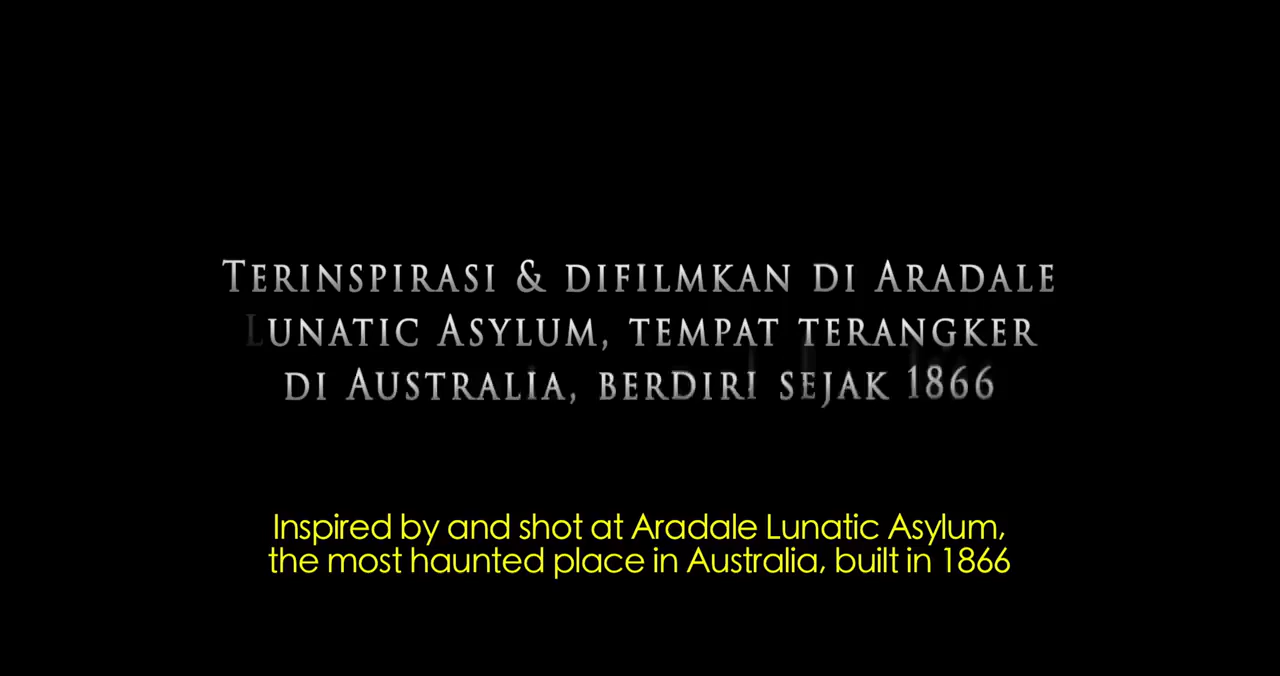 Terinspirasi & difilmkan di Aradale
Lunatic Asylum, tempat terangker
di Australia, berdiri sejak 1866
Inspired by and shot at Aradale Lunatic Asylum,
the most haunted place in Australia, built in 1866